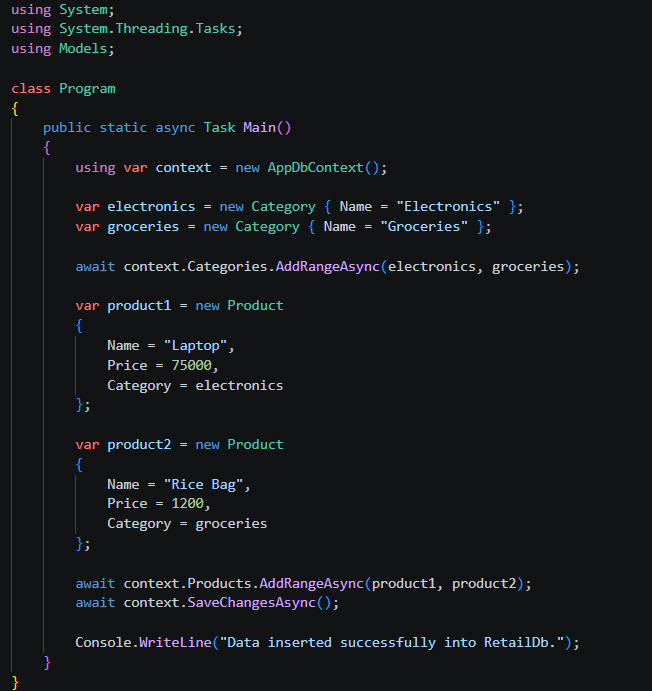 using System;
using System.Threading.Tasks;
using Models;

class Program
{
    public static async Task Main()
    {
        using var context = new AppDbContext();

        var electronics = new Category { Name = "Electronics" };
        var groceries = new Category { Name = "Groceries" };

        await context.Categories.AddRangeAsync(electronics, groceries);

        var product1 = new Product
        {
            Name = "Laptop",
            Price = 75000,
            Category = electronics
        };

        var product2 = new Product
        {
            Name = "Rice Bag",
            Price = 1200,
            Category = groceries
        };

        await context.Products.AddRangeAsync(product1, product2);
        await context.SaveChangesAsync();

        Console.WriteLine("Data inserted successfully into RetailDb.");
    }
}